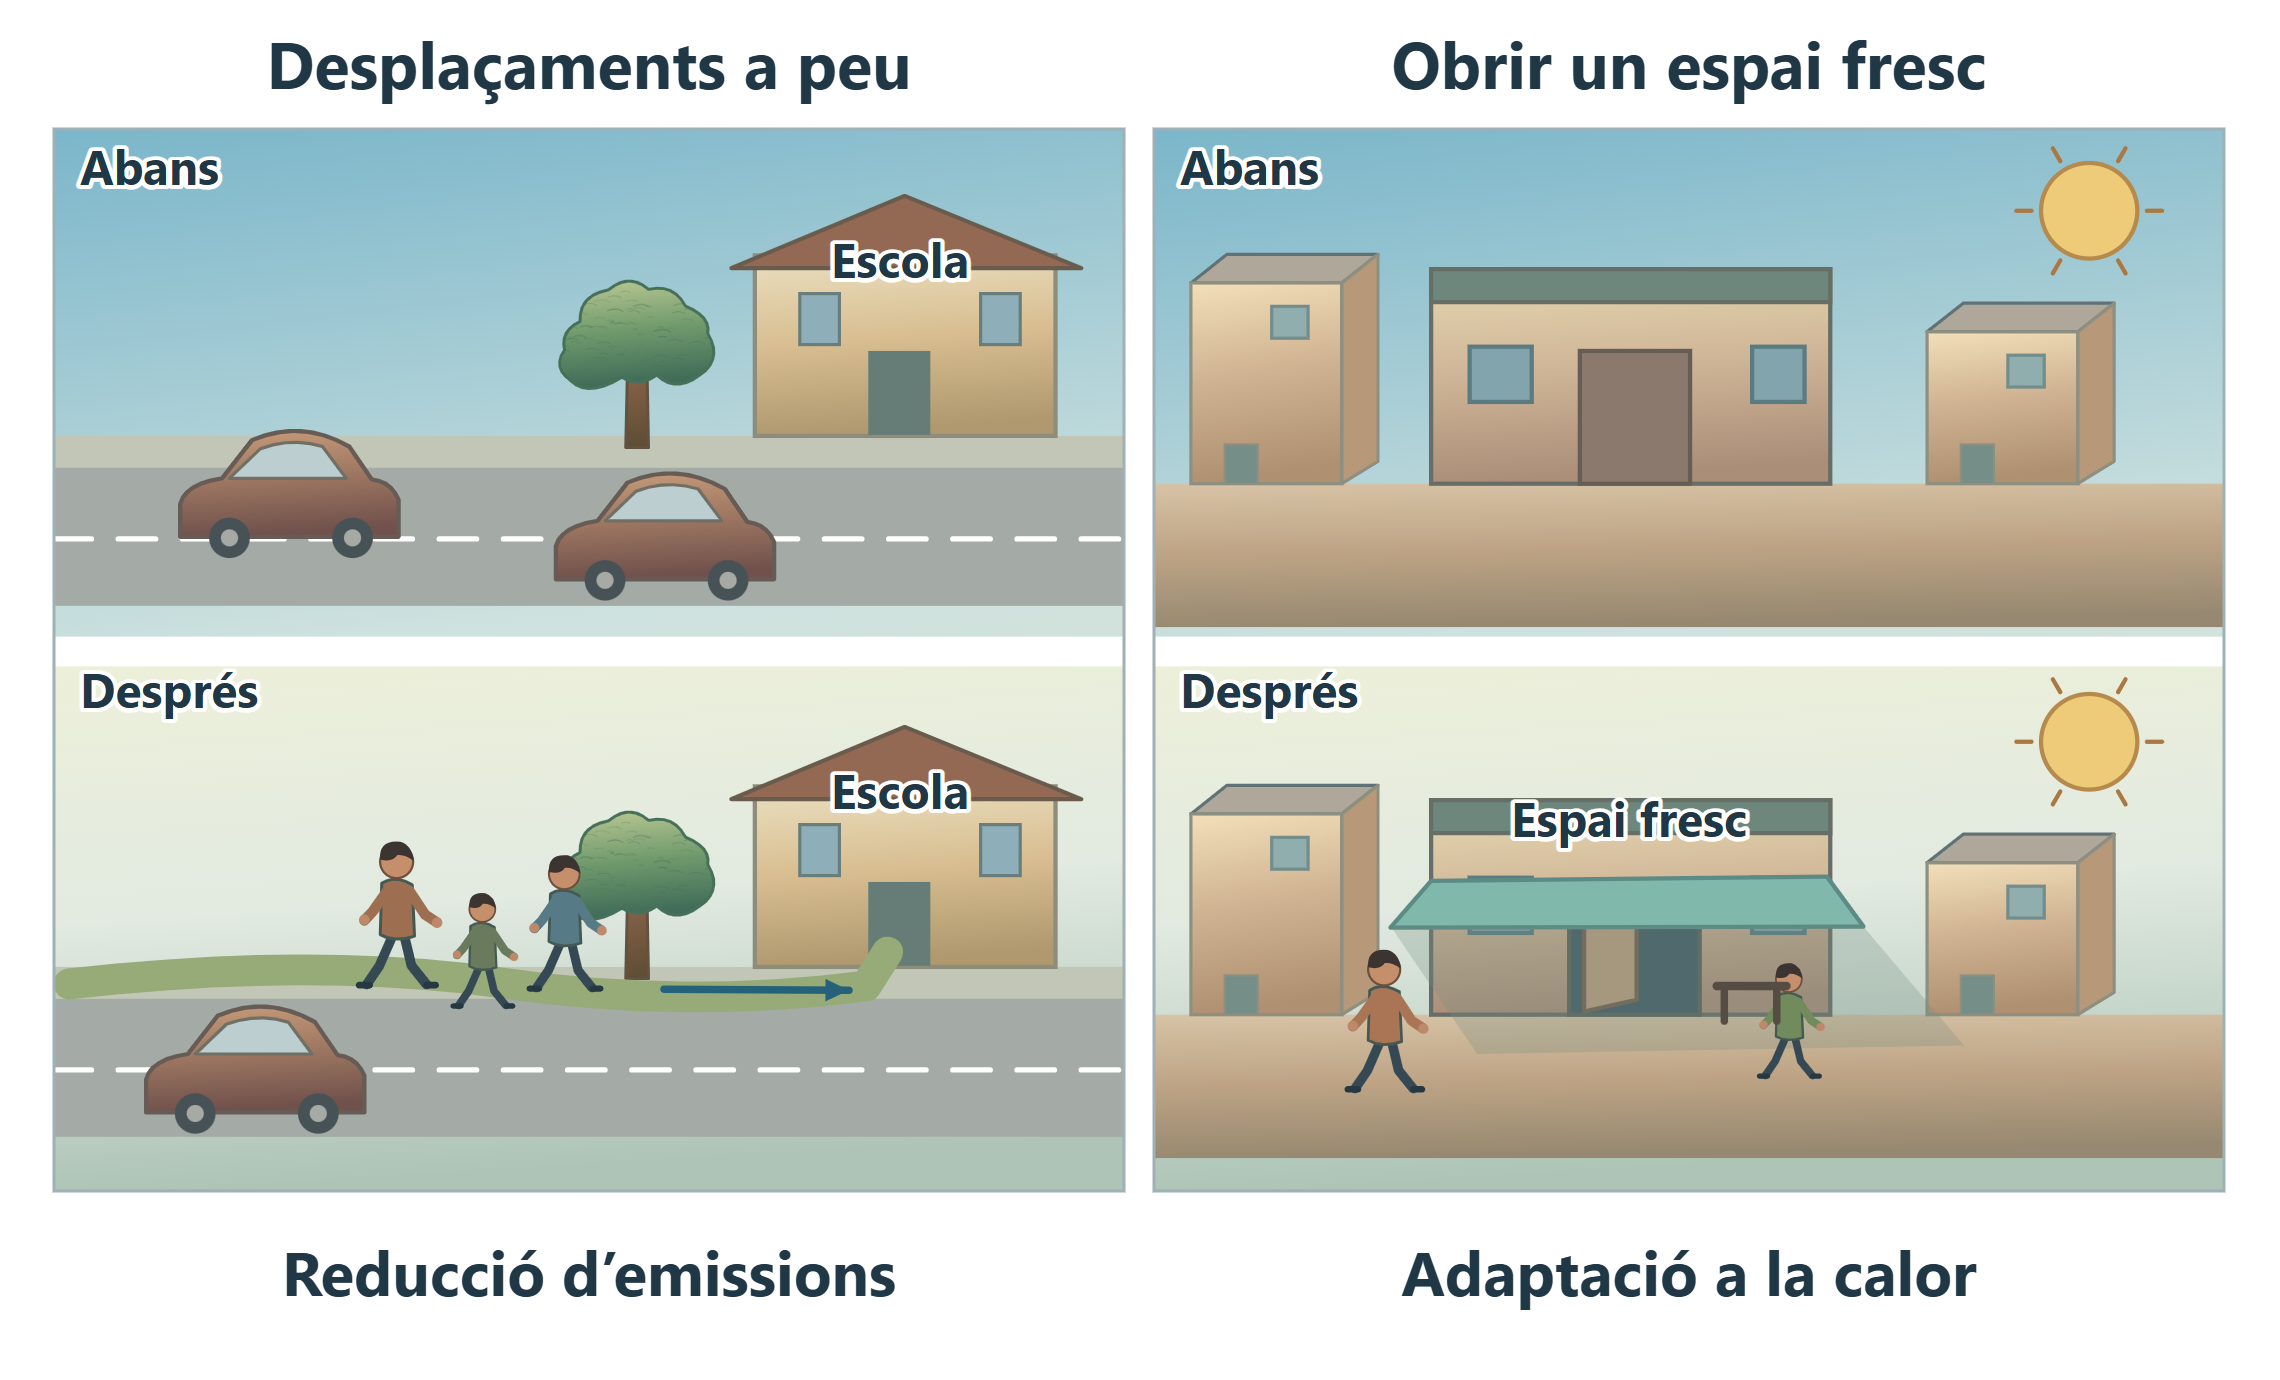 Desplaçaments a peu
Abans
Escola
Després
Escola
Reducció d’emissions
Obrir un espai fresc
Abans
Després
Espai fresc
Adaptació a la calor